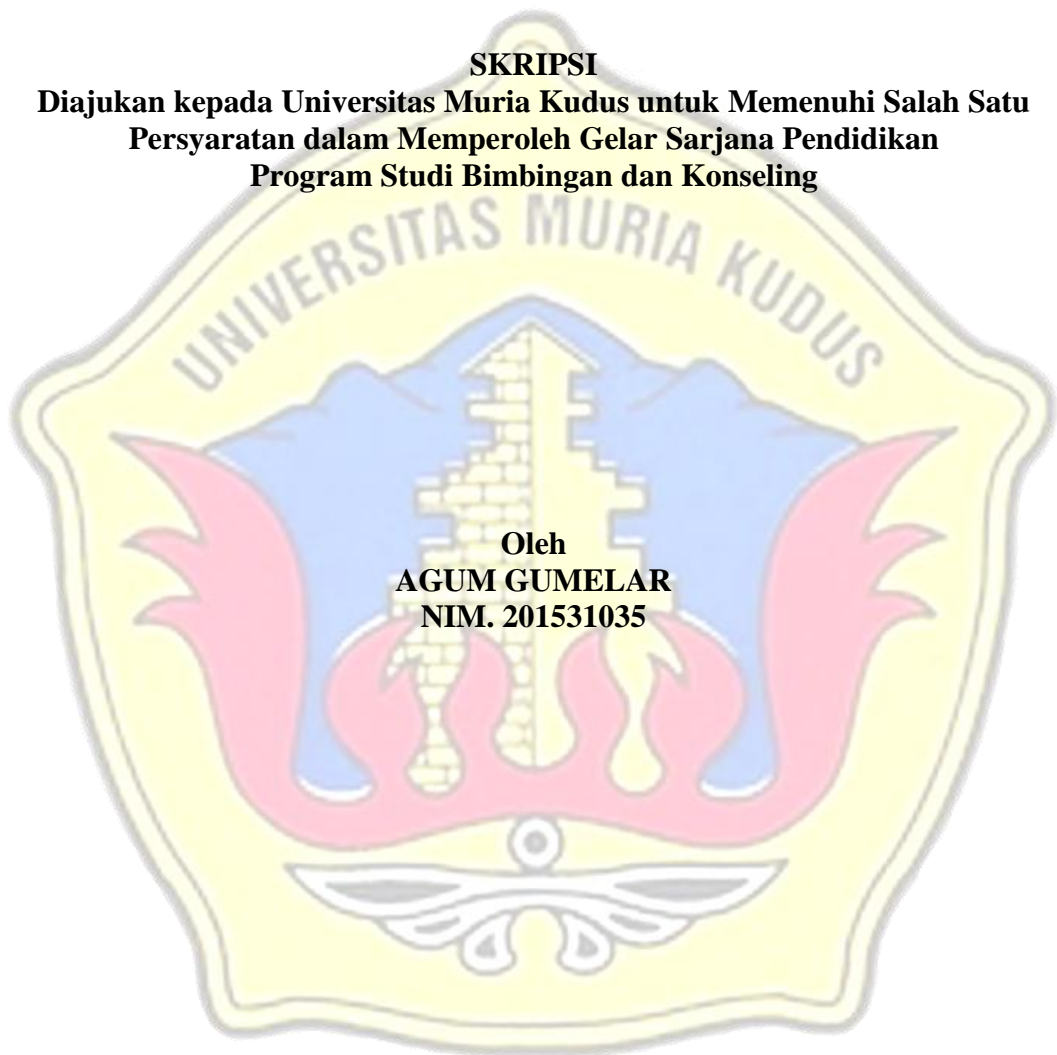 SKRIPSI
Diajukan kepada Universitas Muria Kudus untuk Memenuhi Salah Satu
Persyaratan dalam Memperoleh Gelar Sarjana Pendidikan
Program Studi Bimbingan dan Konseling
UNIVERSITAS MURIA KUDUS
Oleh
AGUM GUMELAR
NIM. 201531035